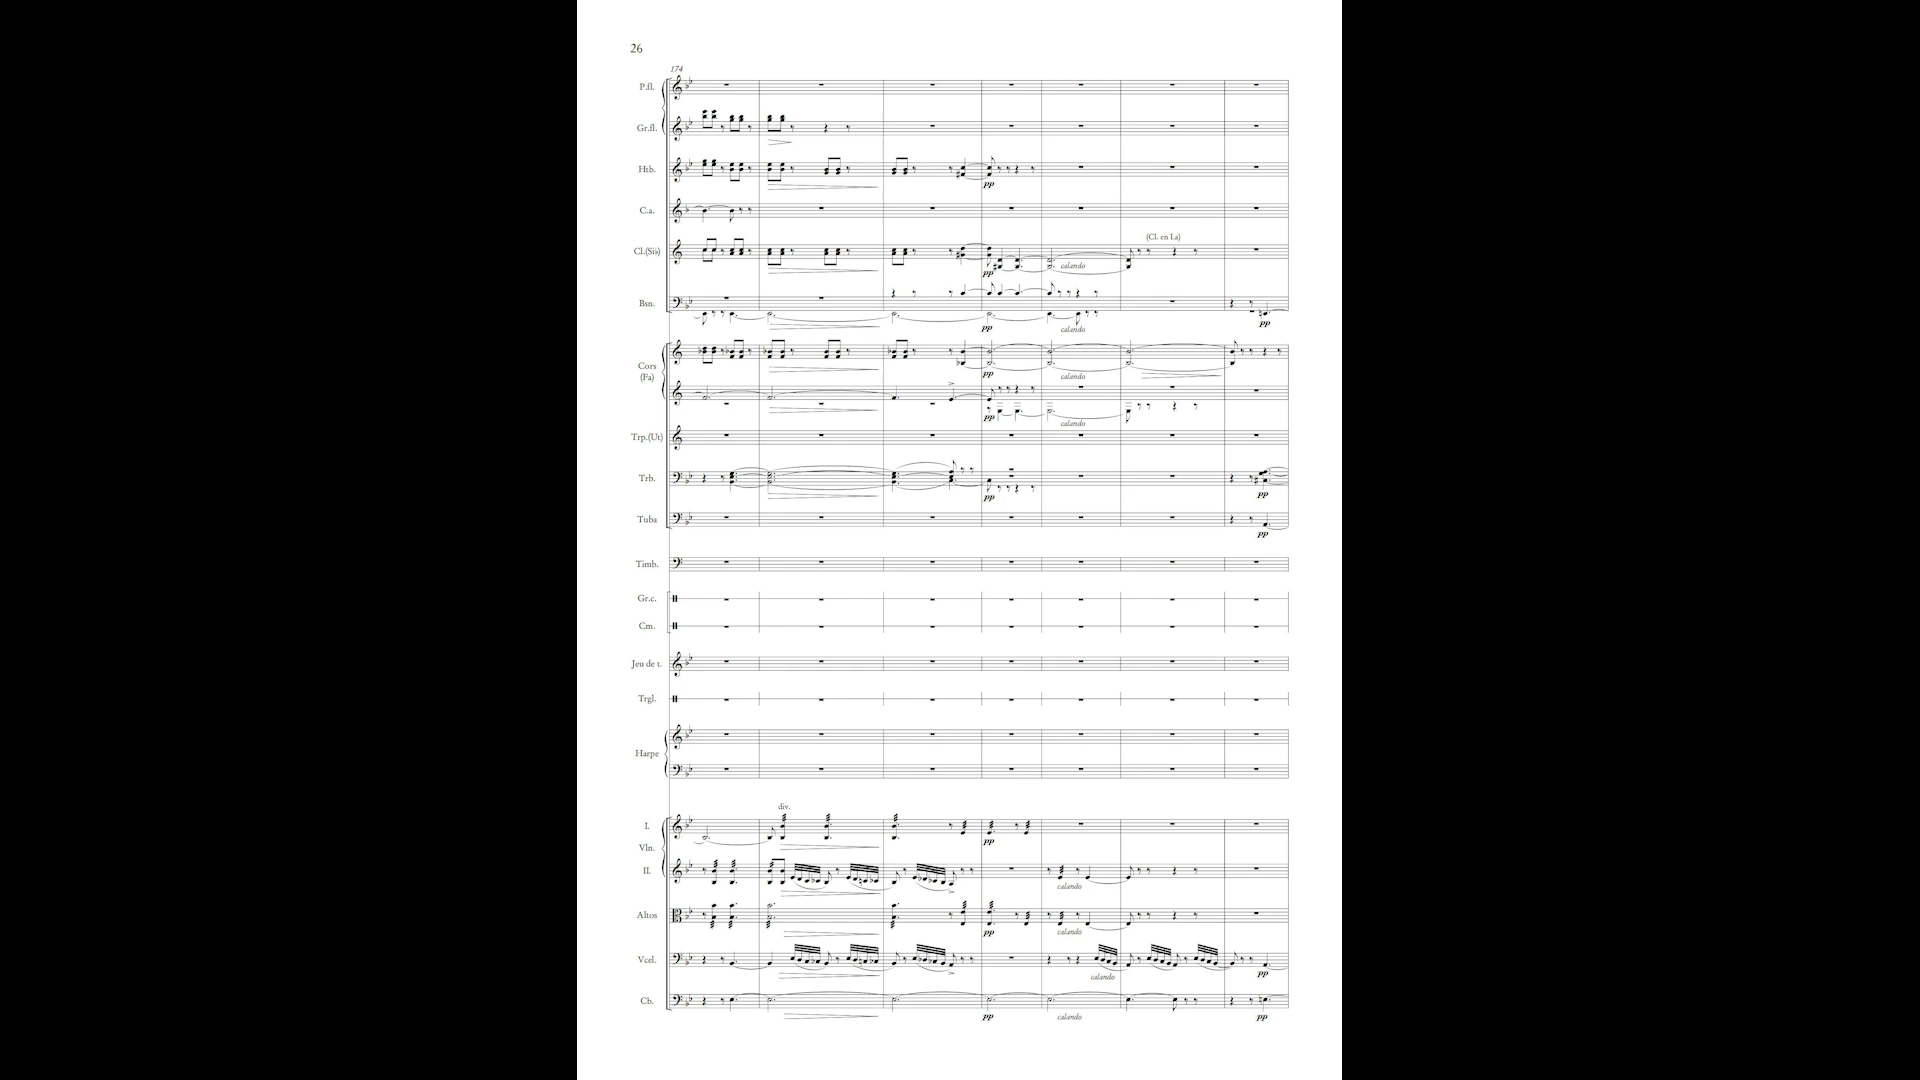 26
174
P.fl.
Gr.fl.
Htb.
pp
C.a.
(Cl. en La)
Cl.(Si♭)
pp
calando
Bsn.
pp
calando
pp
Cors
(Fa)
pp
calando
pp
calando
Trp.(Ut)
Trb.
pp
pp
Tuba
pp
Timb.
Gr.c.
Cm.
Jeu de t.
Trgl.
Harpe
div.
I.
Vln.
pp
II.
calando
Altos
pp
calando
Vcel.
calando
pp
Cb.
pp
calando
pp